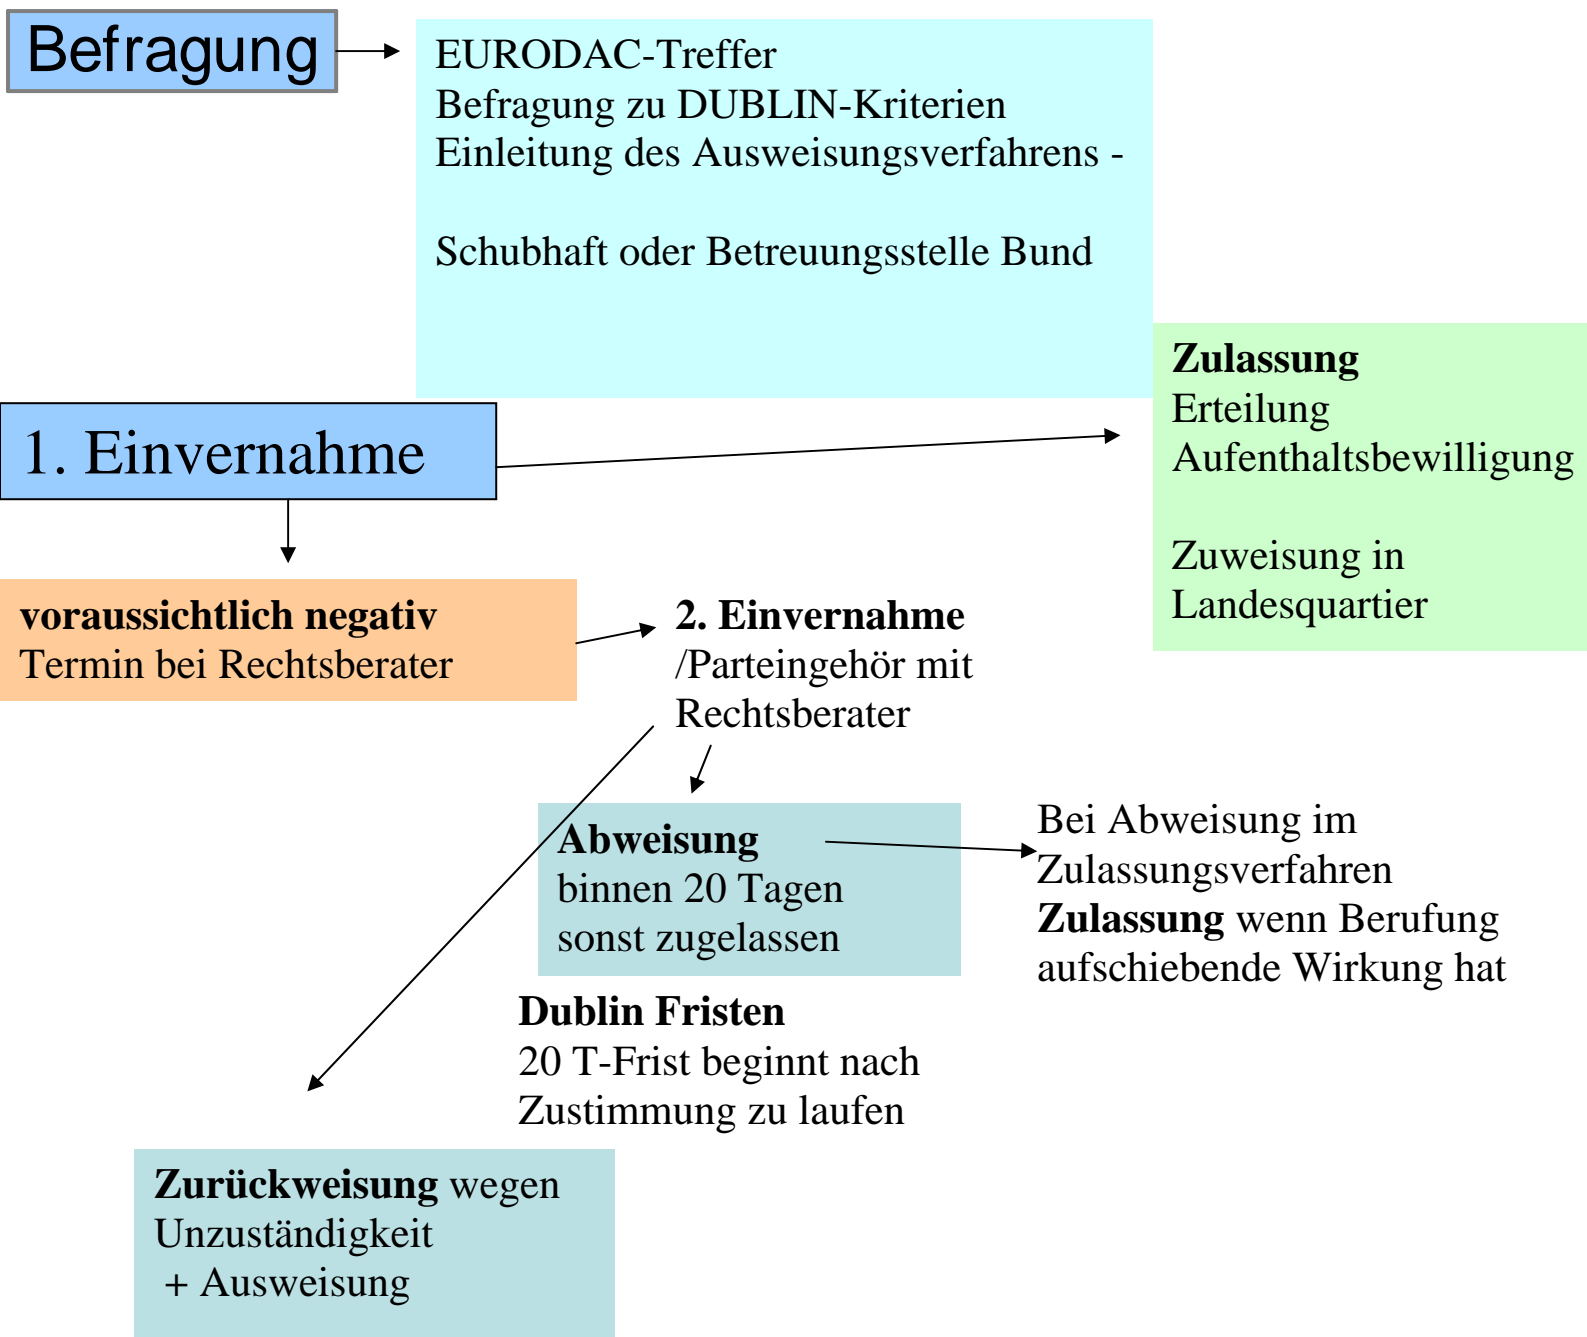 Befragung
EURODAC-Treffer
Befragung zu DUBLIN-Kriterien
Einleitung des Ausweisungsverfahrens -
Schubhaft oder Betreuungsstelle Bund
Zulassung
Erteilung
Aufenthaltsbewilligung
Zuweisung in
Landesquartier
1. Einvernahme
voraussichtlich negativ
Termin bei Rechtsberater
2. Einvernahme
/Parteingehör mit
Rechtsberater
Abweisung
binnen 20 Tagen
sonst zugelassen
Bei Abweisung im
Zulassungsverfahren
Zulassung wenn Berufung
aufschiebende Wirkung hat
Dublin Fristen
20 T-Frist beginnt nach
Zustimmung zu laufen
Zurückweisung wegen
Unzuständigkeit
+ Ausweisung